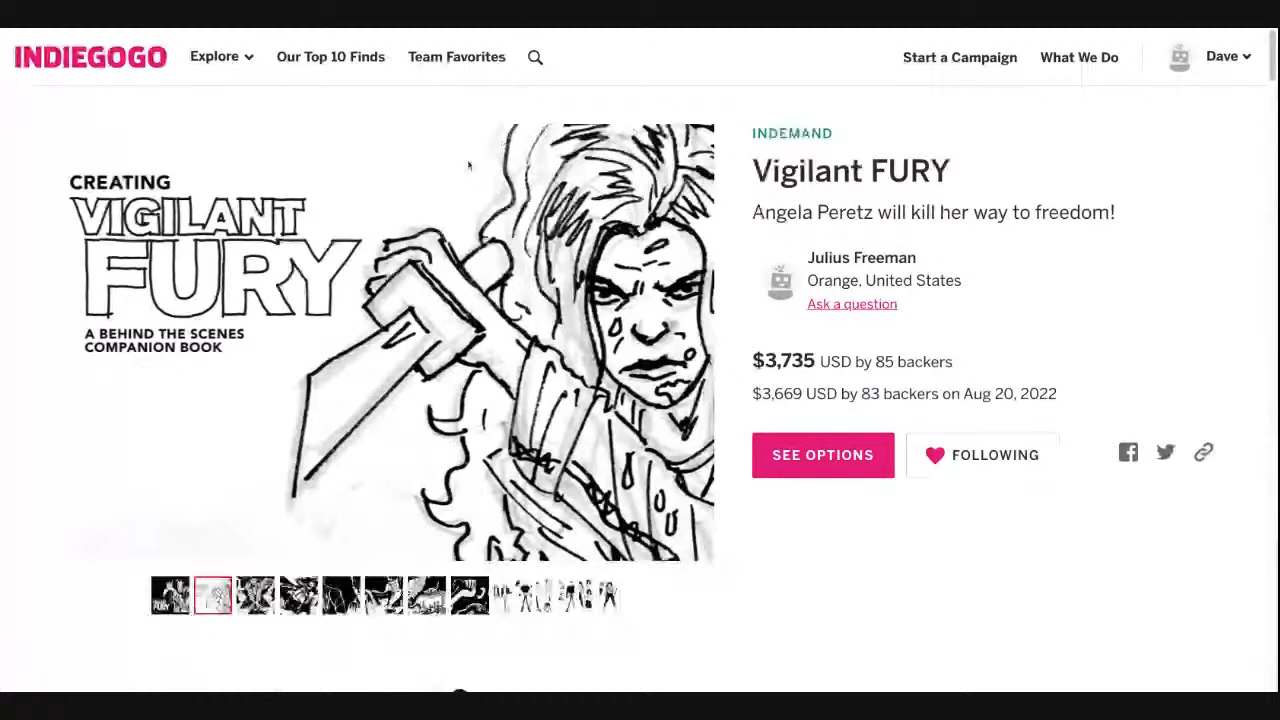 INDIEGOGO Explore Our Top 10 Finds Team Favorites Start a Campaign What We Do Dave
CREATING
VIGILANT
FURY
A BEHIND THE SCENES
COMPANION BOOK
INDEMAND
Vigilant FURY
Angela Peretz will kill her way to freedom!
Julius Freeman
Orange, United States
Ask a question
$3,735 USD by 85 backers
$3,669 USD by 83 backers on Aug 20, 2022
SEE OPTIONS FOLLOWING